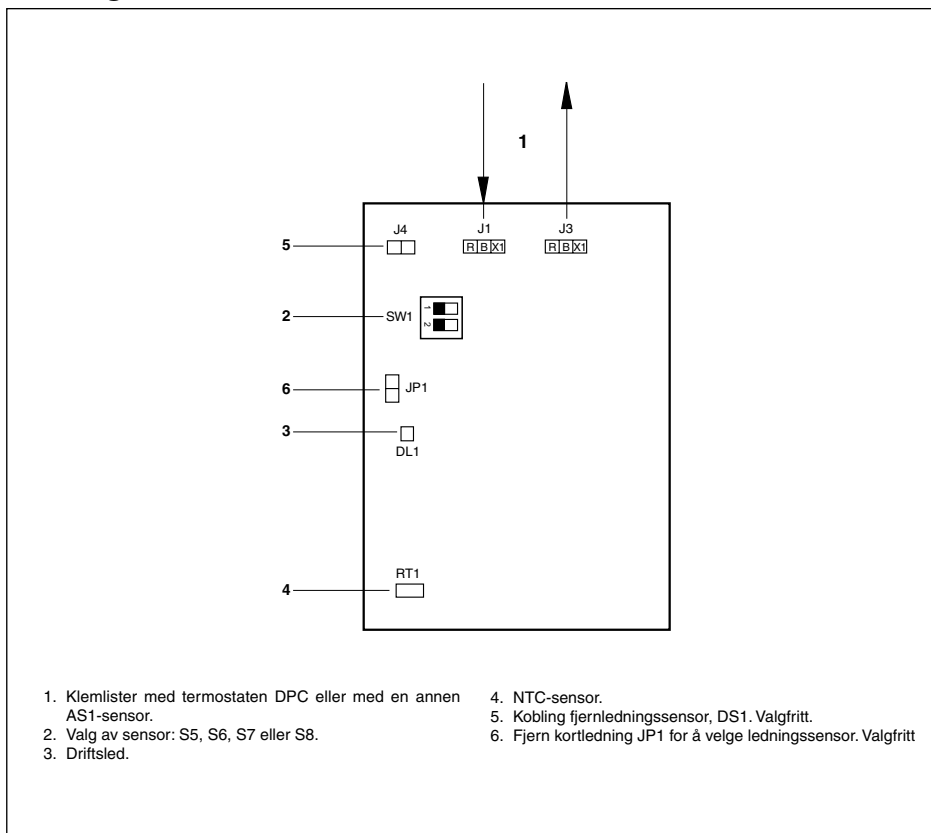 1
J4 J1 J3
5 R B X1 R B X1
2 SW1 1
2
6 JP1
3
DL1
RT1
4
1. Klemlister med termostaten DPC eller med en annen
AS1-sensor.
2. Valg av sensor: S5, S6, S7 eller S8.
3. Driftsled.
4. NTC-sensor.
5. Kobling fjernledningssensor, DS1. Valgfritt.
6. Fjern kortledning JP1 for å velge ledningssensor. Valgfritt